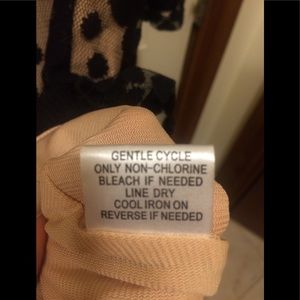 GENTLE CYCLE
ONLY NON-CHLORINE
BLEACH IF NEEDED
LINE DRY
COOL IRON ON
REVERSE IF NEEDED